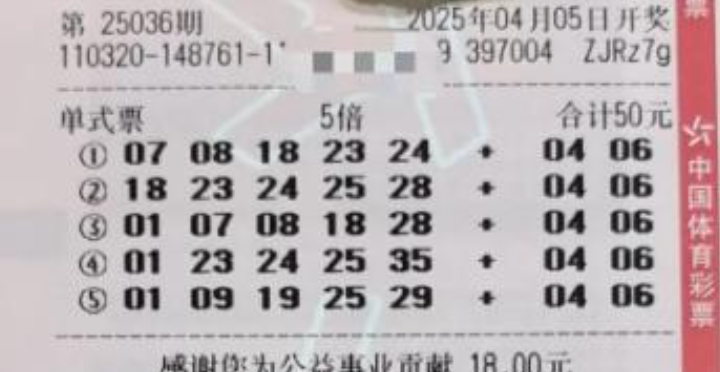 第 25036期 2025年04月05日开奖
110320-148761-1 9 397004 ZJRz7g
单式票 5倍 合计50元
① 07 08 18 23 24 + 04 06
② 18 23 24 25 28 + 04 06
③ 01 07 08 18 28 + 04 06
④ 01 23 24 25 35 + 04 06
⑤ 01 09 19 25 29 + 04 06
感谢您为公益事业贡献 18.00元
票
中国体育彩票